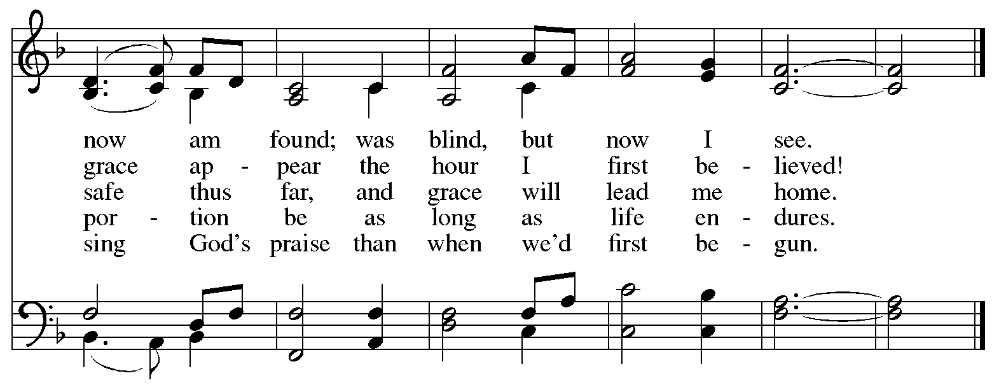 now am found; was blind, but now I see.
grace ap - pear the hour I first be - lieved!
safe thus far, and grace will lead me home.
por - tion be as long as life en - dures.
sing God's praise than when we'd first be - gun.